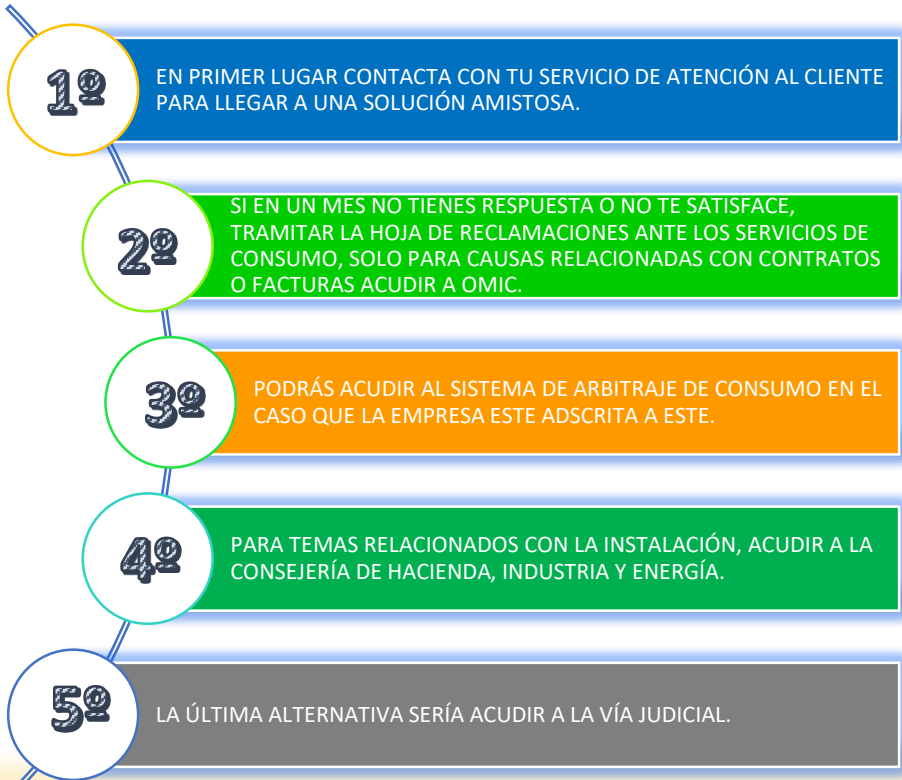 1º
EN PRIMER LUGAR CONTACTA CON TU SERVICIO DE ATENCIÓN AL CLIENTE
PARA LLEGAR A UNA SOLUCIÓN AMISTOSA.
2º
SI EN UN MES NO TIENES RESPUESTA O NO TE SATISFACE,
TRAMITAR LA HOJA DE RECLAMACIONES ANTE LOS SERVICIOS DE
CONSUMO, SOLO PARA CAUSAS RELACIONADAS CON CONTRATOS
O FACTURAS ACUDIR A OMIC.
3º
PODRÁS ACUDIR AL SISTEMA DE ARBITRAJE DE CONSUMO EN EL
CASO QUE LA EMPRESA ESTE ADSCRITA A ESTE.
4º
PARA TEMAS RELACIONADOS CON LA INSTALACIÓN, ACUDIR A LA
CONSEJERÍA DE HACIENDA, INDUSTRIA Y ENERGÍA.
5º
LA ÚLTIMA ALTERNATIVA SERÍA ACUDIR A LA VÍA JUDICIAL.